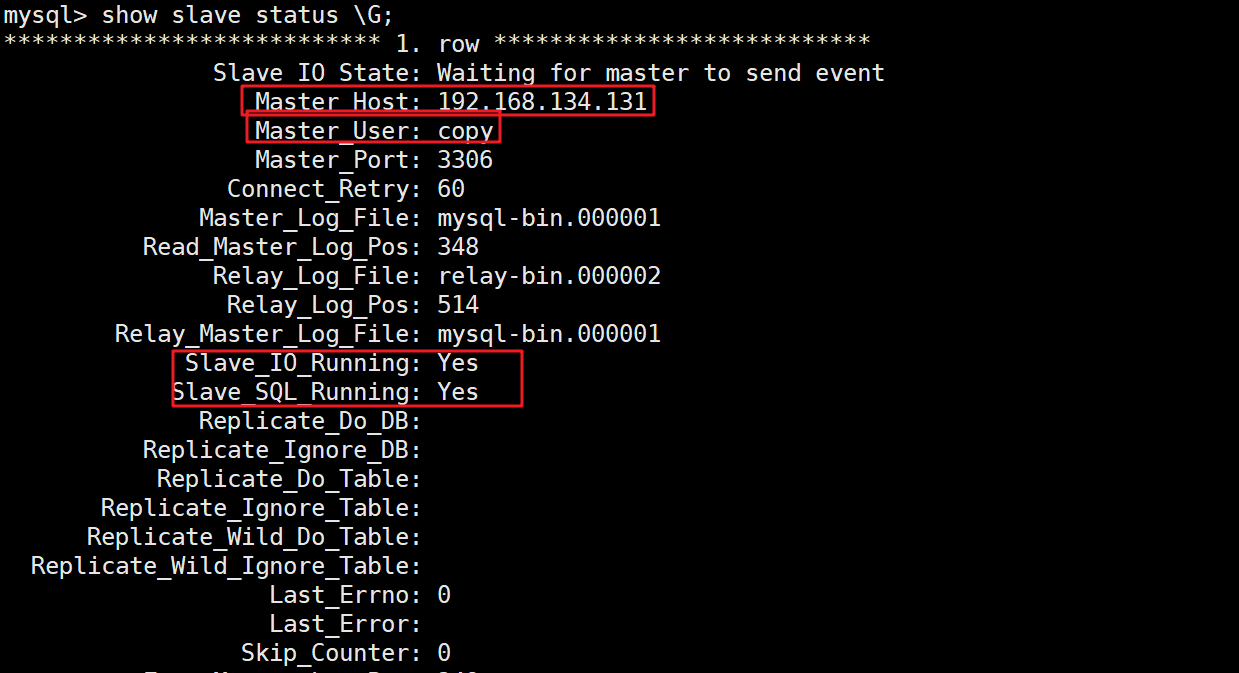 mysql> show slave status \G;
*************************** 1. row ***************************
Slave_IO_State: Waiting for master to send event
Master_Host: 192.168.134.131
Master_User: copy
Master_Port: 3306
Connect_Retry: 60
Master_Log_File: mysql-bin.000001
Read_Master_Log_Pos: 348
Relay_Log_File: relay-bin.000002
Relay_Log_Pos: 514
Relay_Master_Log_File: mysql-bin.000001
Slave_IO_Running: Yes
Slave_SQL_Running: Yes
Replicate_Do_DB:
Replicate_Ignore_DB:
Replicate_Do_Table:
Replicate_Ignore_Table:
Replicate_Wild_Do_Table:
Replicate_Wild_Ignore_Table:
Last_Errno: 0
Last_Error:
Skip_Counter: 0